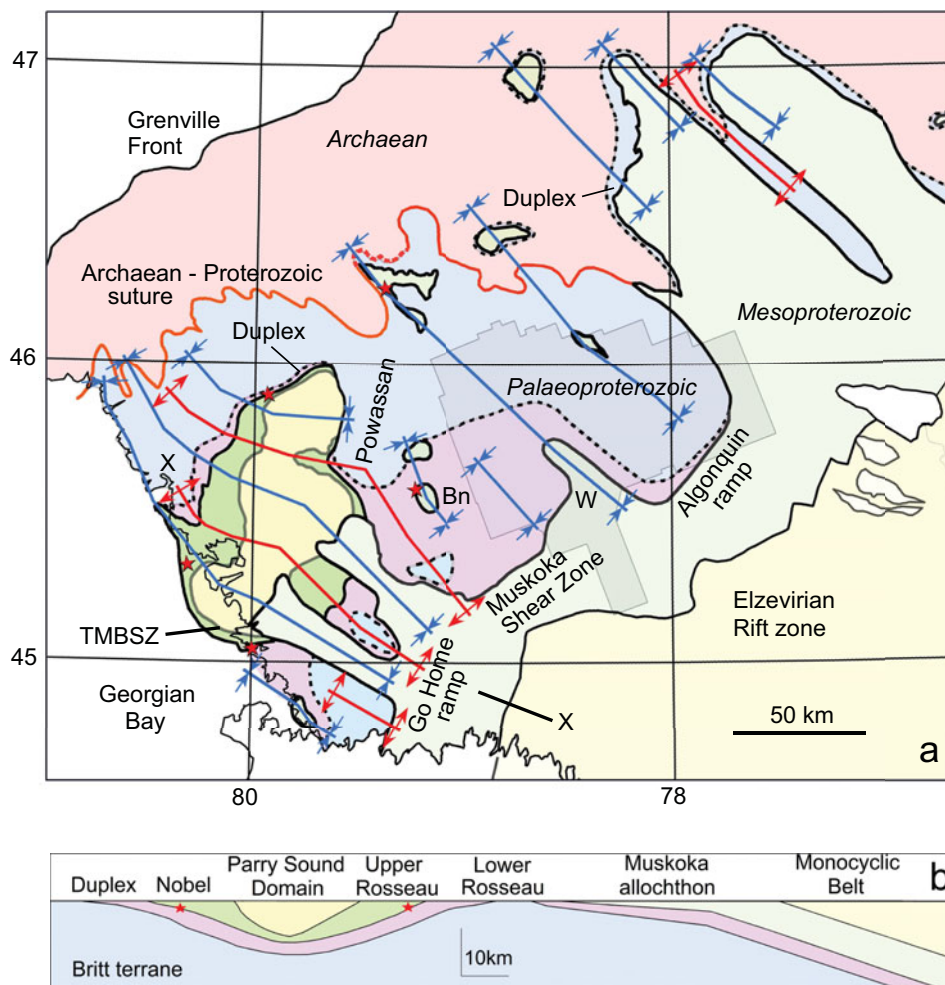 a
47
Grenville
Front
Archaean
Duplex
Archaean - Proterozoic
suture
Duplex
Mesoproterozoic
46
Palaeoproterozoic
Powassan
X
Bn
W
Algonquin
ramp
Muskoka
Shear Zone
TMBSZ
Elzevirian
Rift zone
45
Georgian
Bay
Go Home
ramp
X
50 km
a
80
78
Duplex
Nobel
Parry Sound
Domain
Upper
Rosseau
Lower
Rosseau
Muskoka
allochthon
Monocyclic
Belt
b
Britt terrane
10km